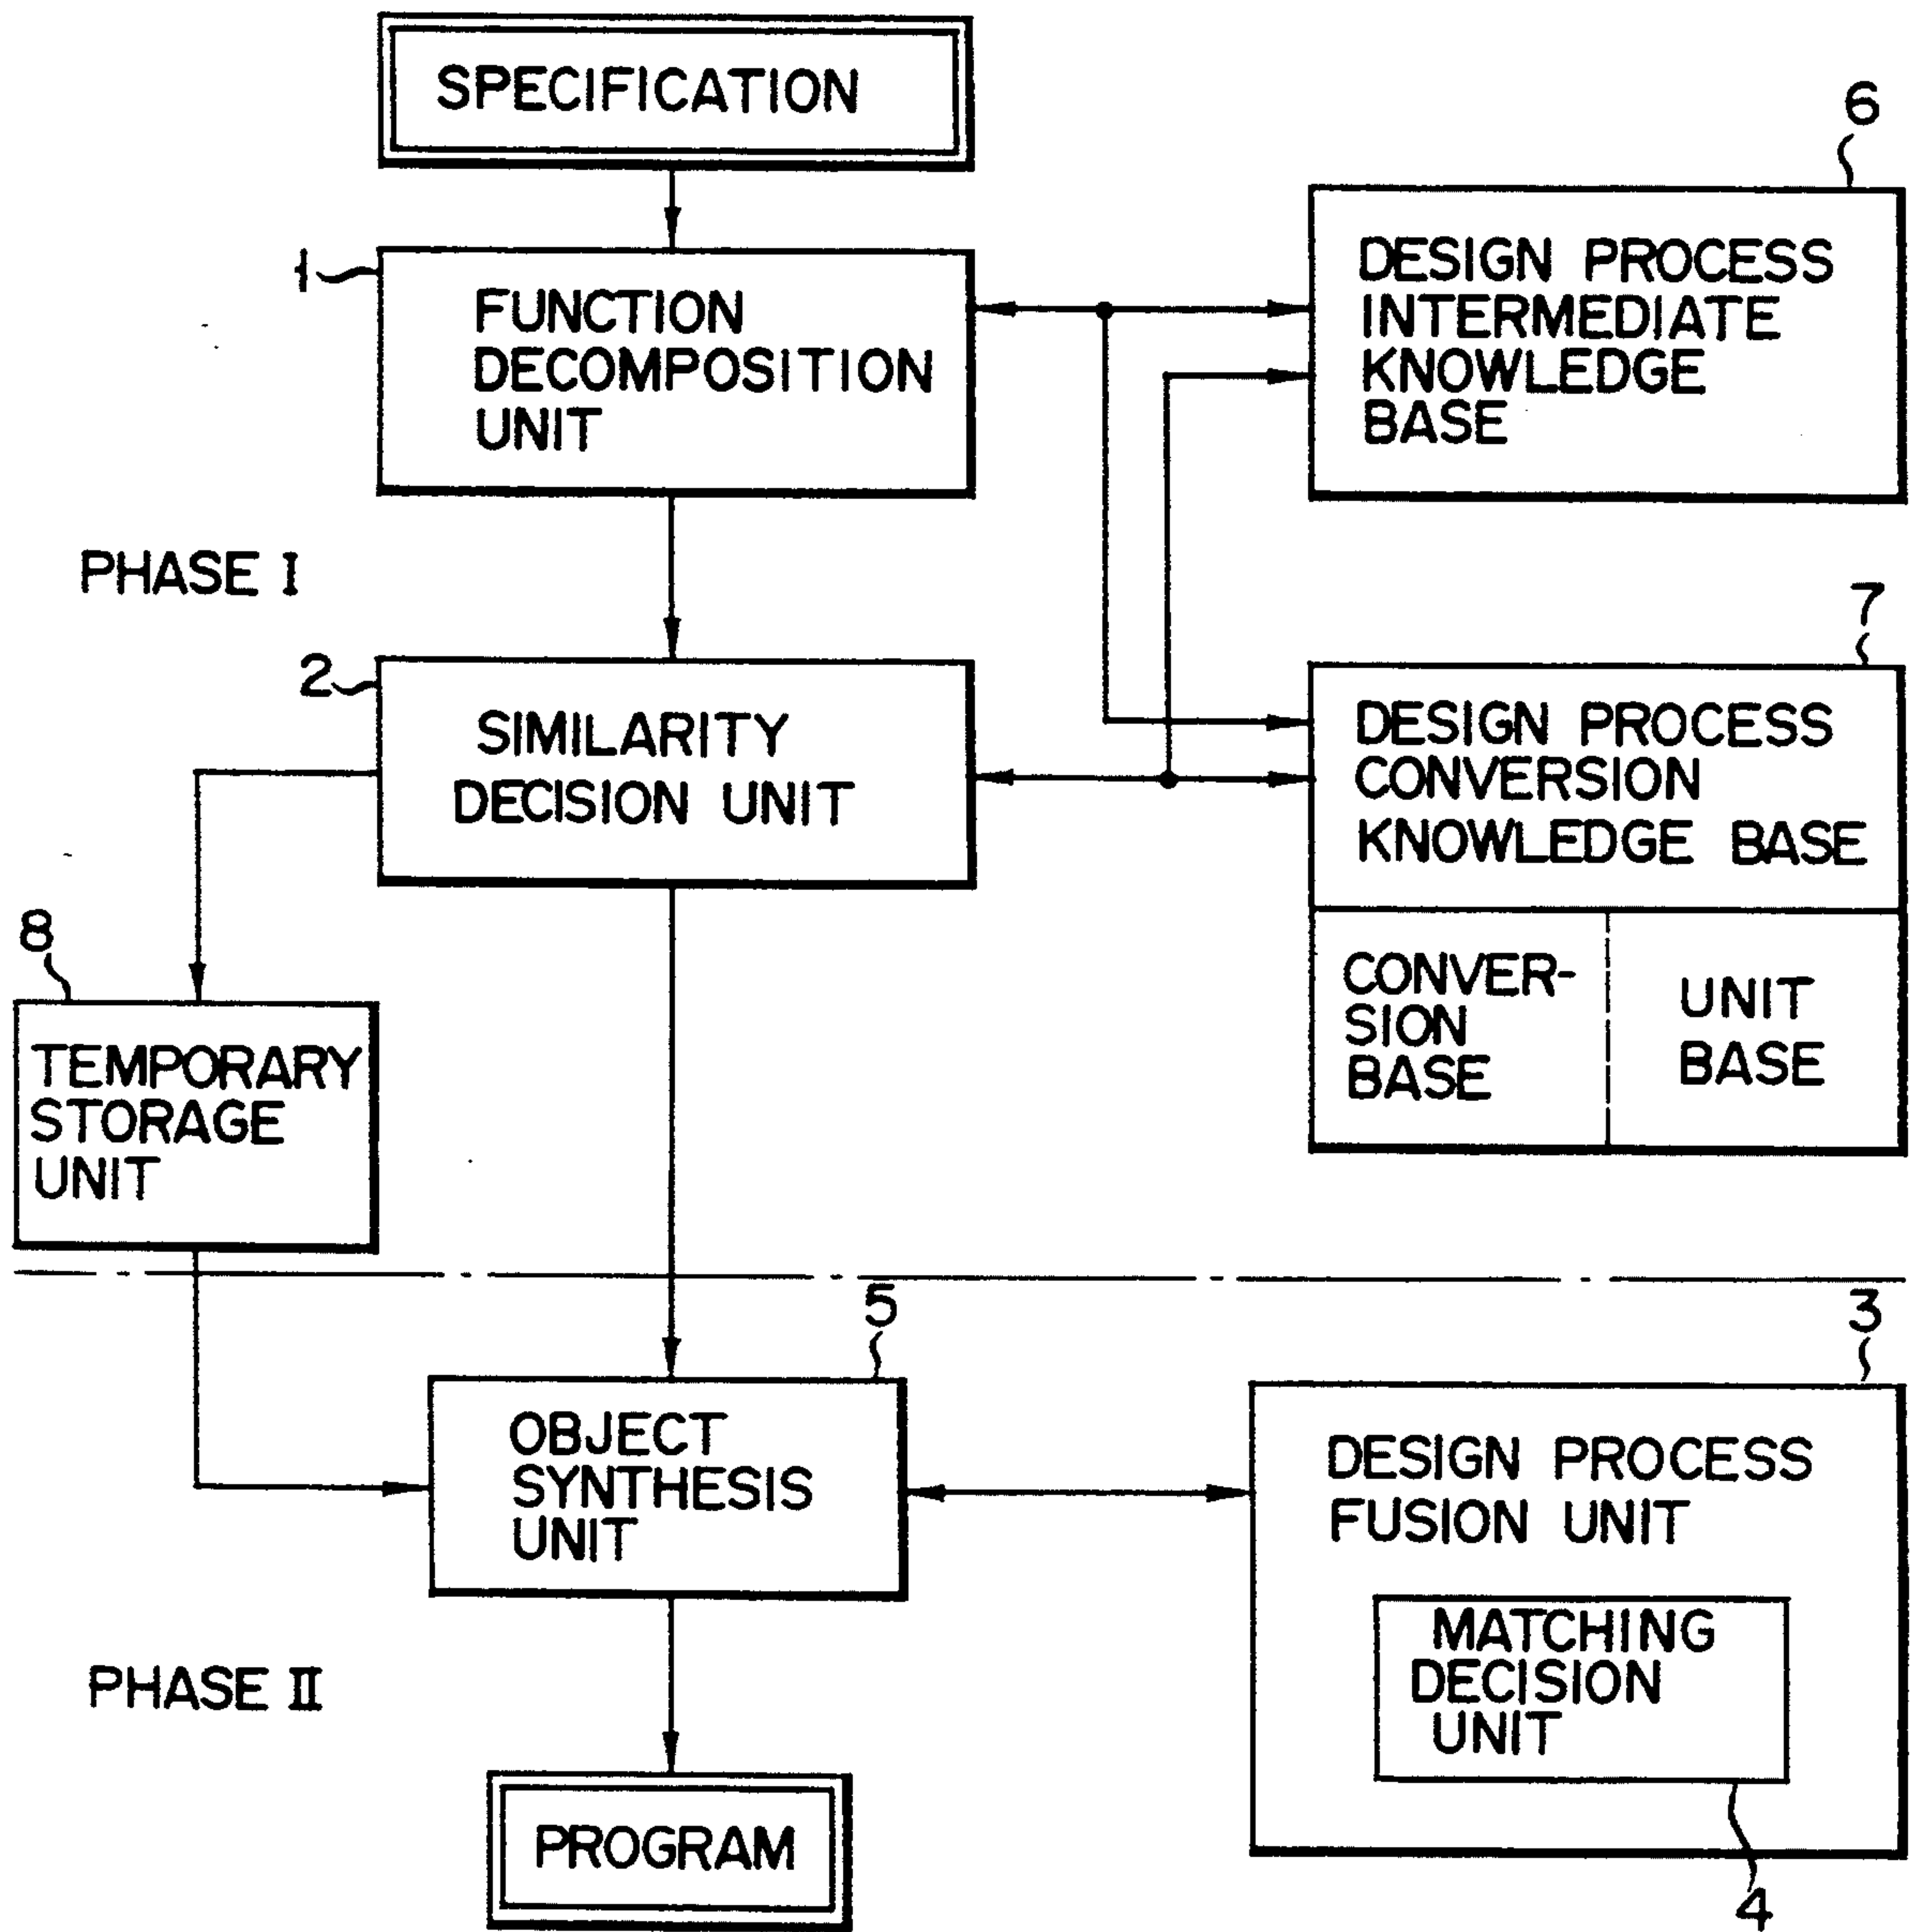 SPECIFICATION
6
1
FUNCTION
DECOMPOSITION
UNIT
DESIGN PROCESS
INTERMEDIATE
KNOWLEDGE
BASE
PHASE I
7
2
SIMILARITY
DECISION UNIT
DESIGN PROCESS
CONVERSION
KNOWLEDGE BASE
CONVER-
SION
BASE
UNIT
BASE
8
TEMPORARY
STORAGE
UNIT
5
3
OBJECT
SYNTHESIS
UNIT
DESIGN PROCESS
FUSION UNIT
MATCHING
DECISION
UNIT
4
PHASE II
PROGRAM